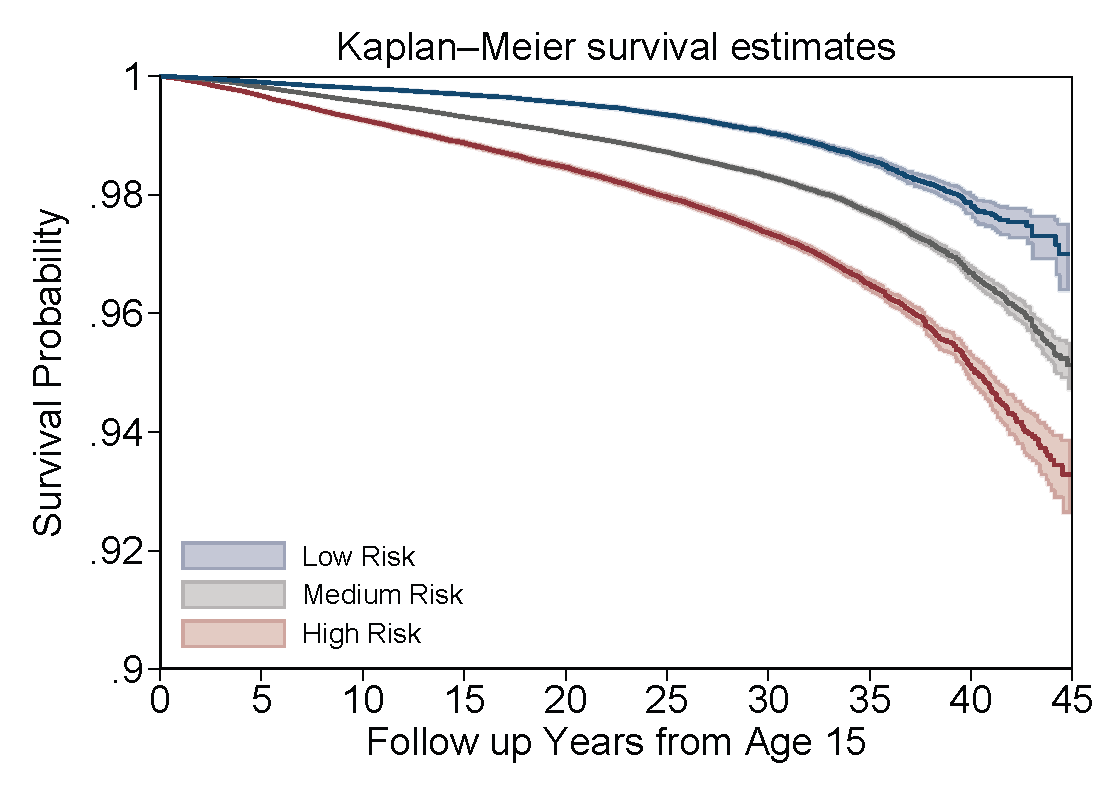 Kaplan–Meier survival estimates
1
.98
.96
.94
.92
.9
Survival Probability
Low Risk
Medium Risk
High Risk
0 5 10 15 20 25 30 35 40 45
Follow up Years from Age 15